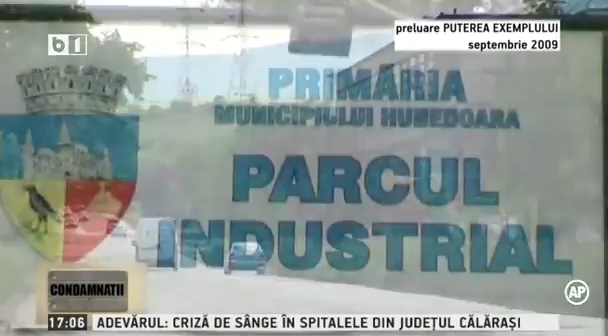 b1
preluare PUTEREA EXEMPLULUI
septembrie 2009
PRIMĂRIA
MUNICIPIULUI HUNEDOARA
PARCUL
INDUSTRIAL
CONDAMNAȚII
AP
17:06 ADEVĂRUL: CRIZĂ DE SÂNGE ÎN SPITALELE DIN JUDEȚUL CĂLĂRAȘI